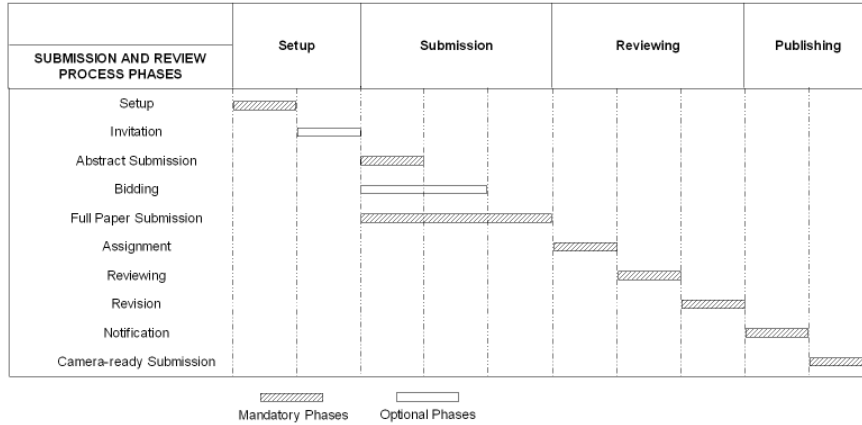 Setup
Submission
Reviewing
Publishing
SUBMISSION AND REVIEW
PROCESS PHASES
Setup
Invitation
Abstract Submission
Bidding
Full Paper Submission
Assignment
Reviewing
Revision
Notification
Camera-ready Submission
Mandatory Phases
Optional Phases